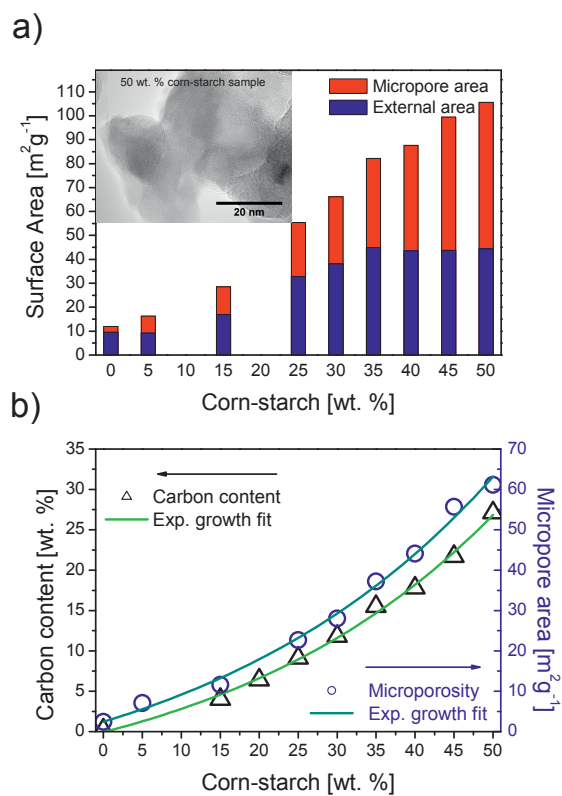 a)
50 wt. % corn-starch sample
20 nm
Micropore area
External area
Surface Area [m²g⁻¹]
110
100
90
80
70
60
50
40
30
20
10
0
0 5 10 15 20 25 30 35 40 45 50
Corn-starch [wt. %]
b)
Carbon content [wt. %]
35
30
25
20
15
10
5
0
Carbon content
Exp. growth fit
Microporosity
Exp. growth fit
70
60
50
40
30
20
10
0
Micropore area [m²g⁻¹]
0 5 10 15 20 25 30 35 40 45 50
Corn-starch [wt. %]